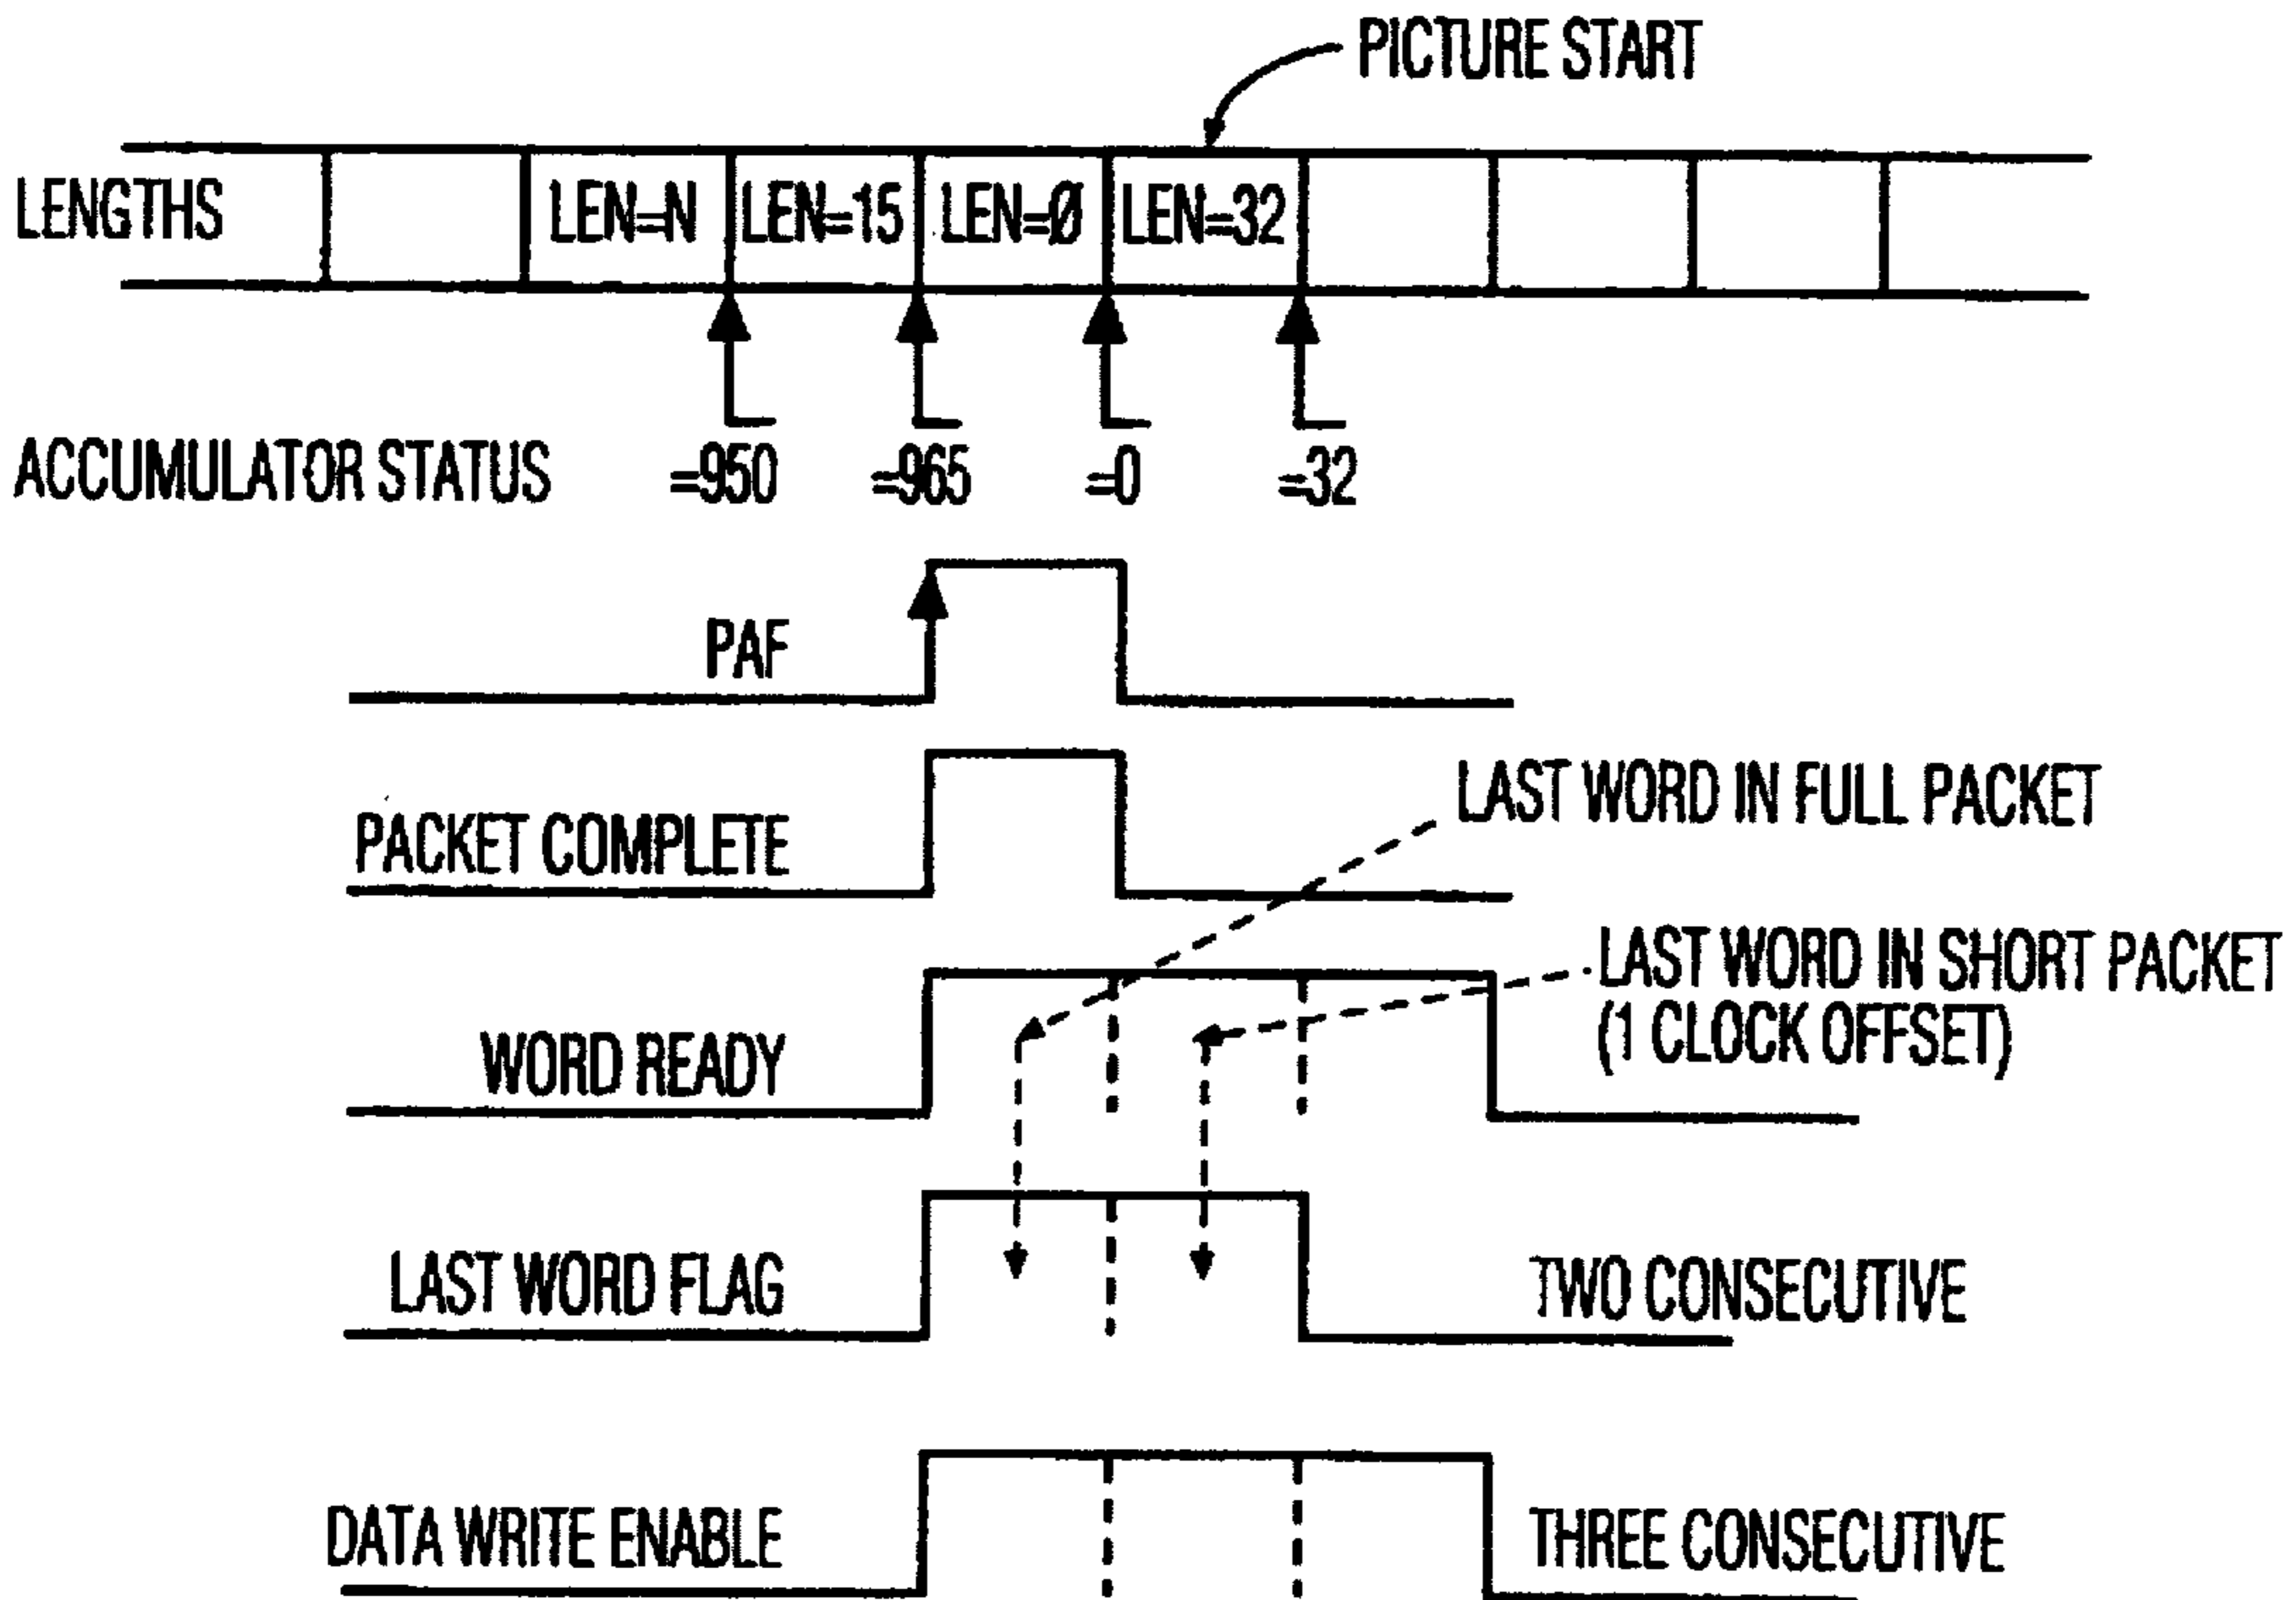 PICTURE START
LENGTHS LEN=N LEN=15 LEN=Ø LEN=32
ACCUMULATOR STATUS =950 =965 =0 =32
PAF
LAST WORD IN FULL PACKET
PACKET COMPLETE
LAST WORD IN SHORT PACKET
(1 CLOCK OFFSET)
WORD READY
LAST WORD FLAG TWO CONSECUTIVE
DATA WRITE ENABLE THREE CONSECUTIVE